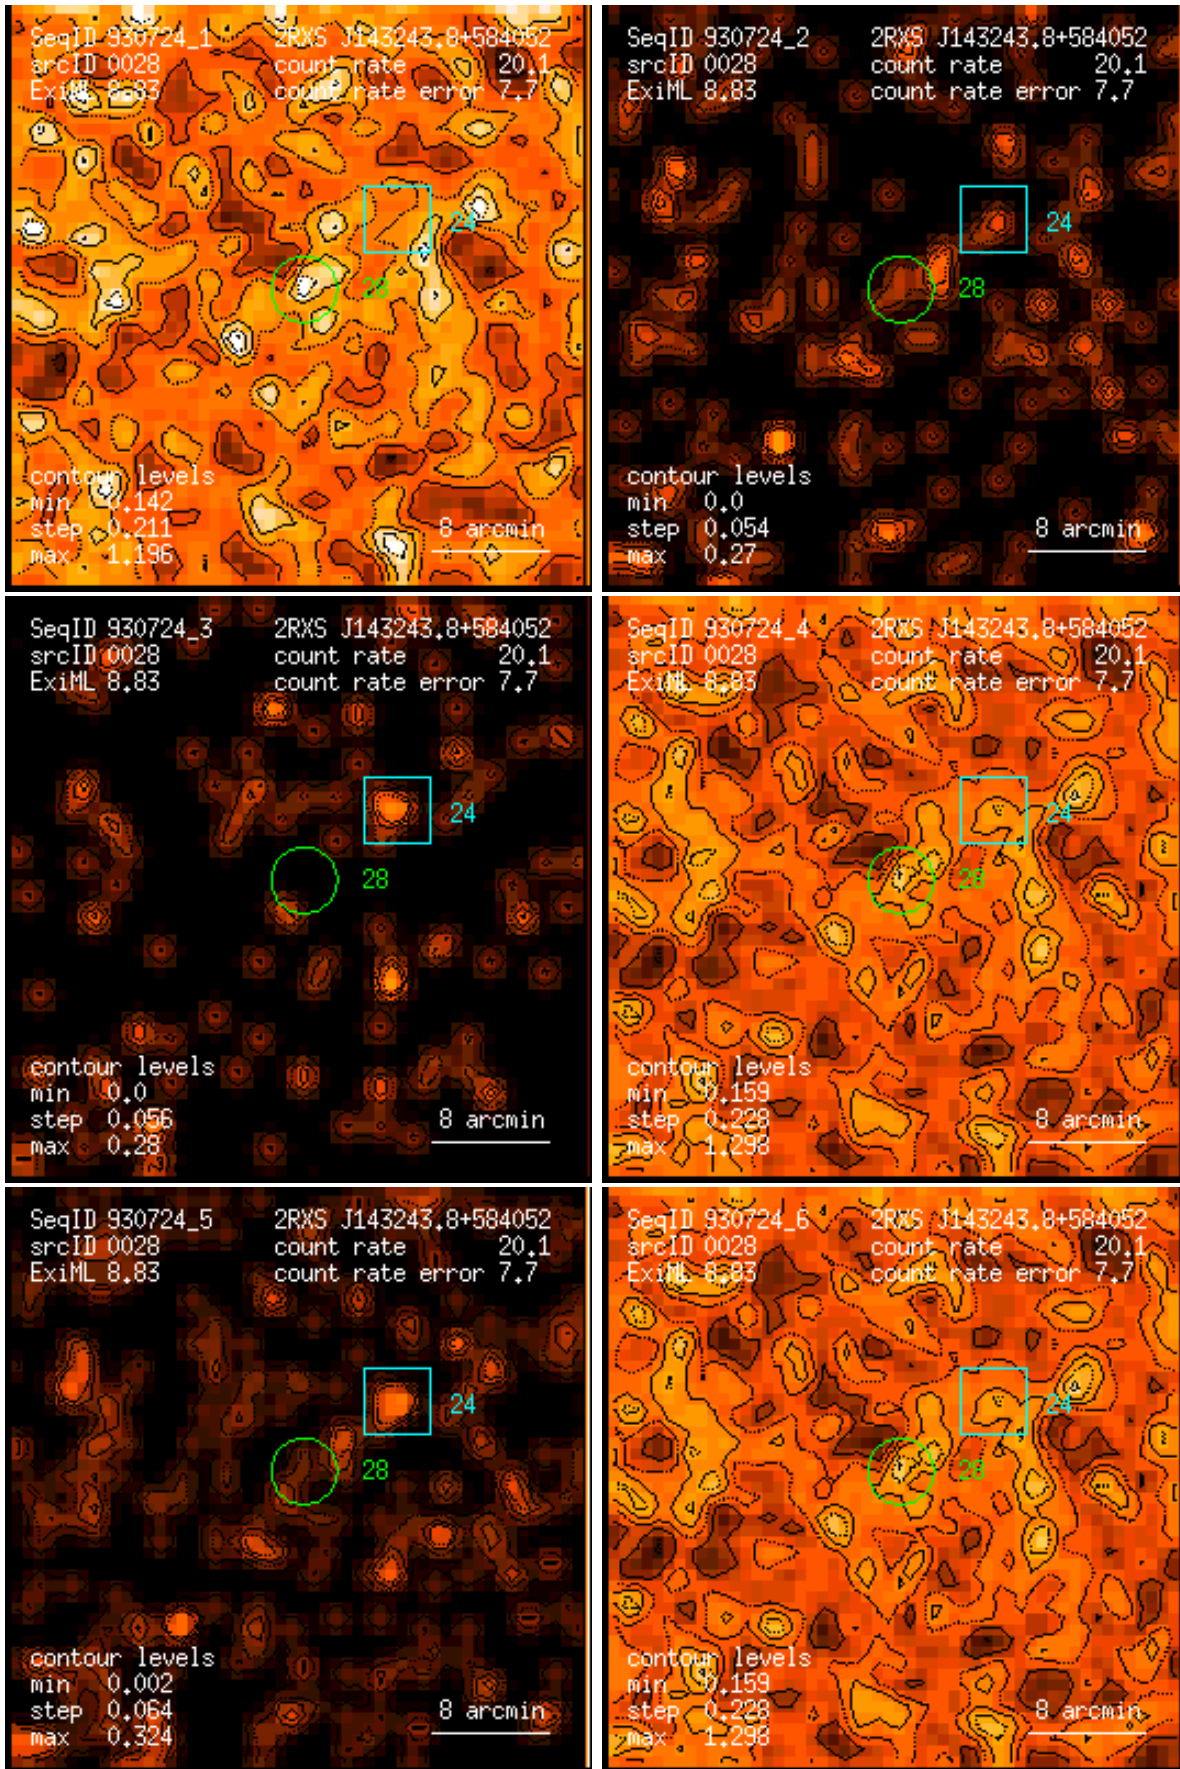 SeqID 930724_1 2RXS J143243.8+584052
srcID 0028 count rate 20.1
ExiML 8.83 count rate error 7.7
24
28
contour levels
min 0.142
step 0.211 8 arcmin
max 1.196
SeqID 930724_2 2RXS J143243.8+584052
srcID 0028 count rate 20.1
ExiML 8.83 count rate error 7.7
24
28
contour levels
min 0.0
step 0.054 8 arcmin
max 0.27
SeqID 930724_3 2RXS J143243.8+584052
srcID 0028 count rate 20.1
ExiML 8.83 count rate error 7.7
24
28
contour levels
min 0.0
step 0.056 8 arcmin
max 0.28
SeqID 930724_4 2RXS J143243.8+584052
srcID 0028 count rate 20.1
ExiML 8.83 count rate error 7.7
24
28
contour levels
min 0.159
step 0.228 8 arcmin
max 1.298
SeqID 930724_5 2RXS J143243.8+584052
srcID 0028 count rate 20.1
ExiML 8.83 count rate error 7.7
24
28
contour levels
min 0.002
step 0.064 8 arcmin
max 0.324
SeqID 930724_6 2RXS J143243.8+584052
srcID 0028 count rate 20.1
ExiML 8.83 count rate error 7.7
24
28
contour levels
min 0.159
step 0.228 8 arcmin
max 1.298